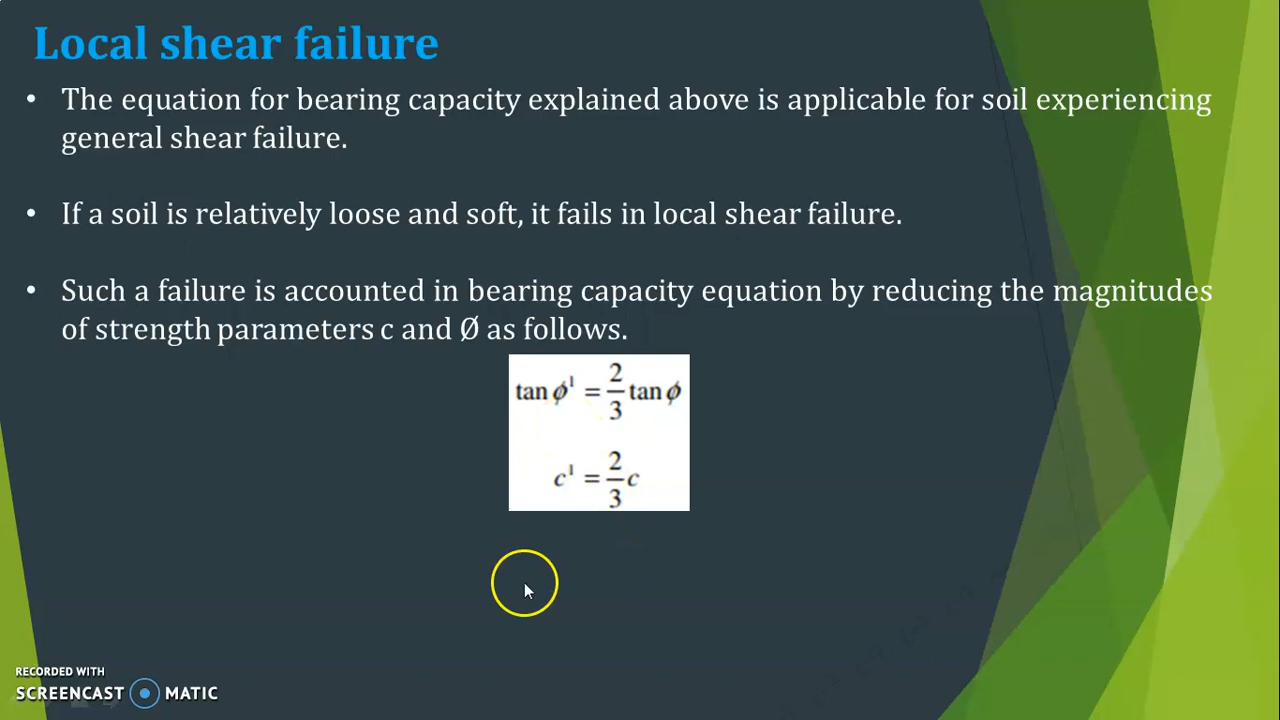 Local shear failure
• The equation for bearing capacity explained above is applicable for soil experiencing
general shear failure.
• If a soil is relatively loose and soft, it fails in local shear failure.
• Such a failure is accounted in bearing capacity equation by reducing the magnitudes
of strength parameters c and Ø as follows.
tan ϕ¹ = 2/3 tan ϕ
c¹ = 2/3 c
RECORDED WITH
SCREENCAST MATIC